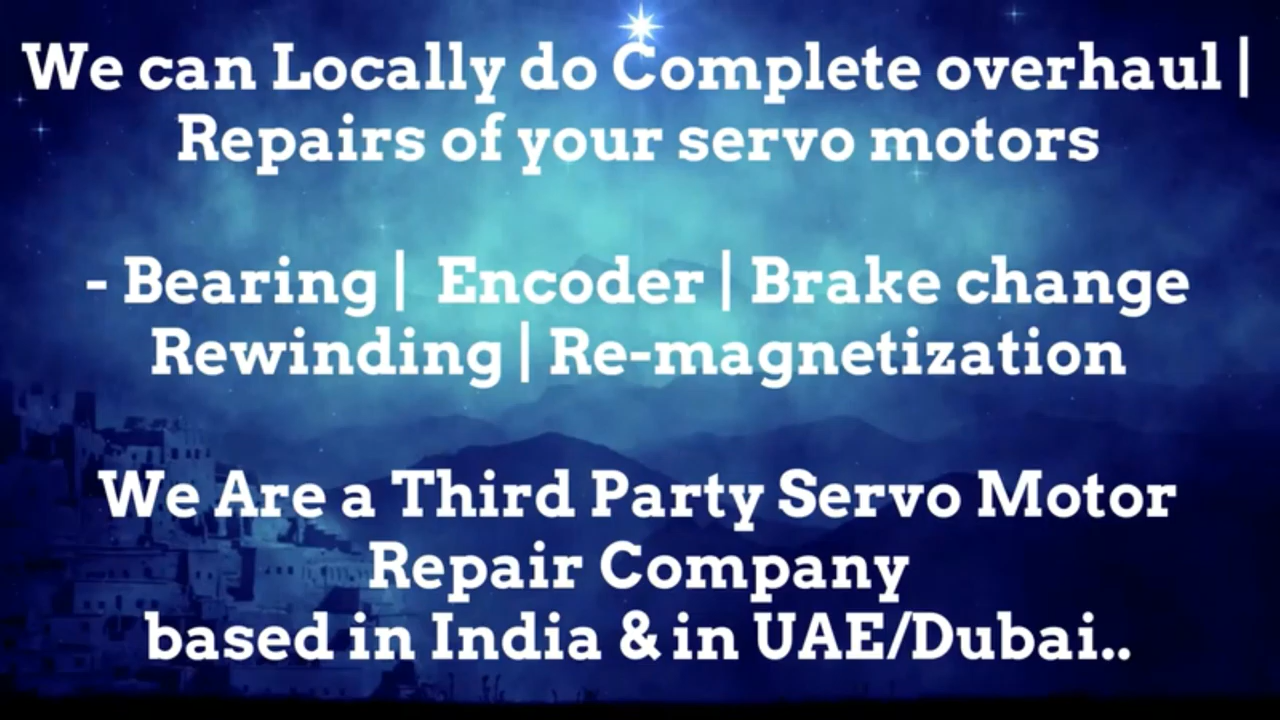 We can Locally do Complete overhaul |
Repairs of your servo motors
- Bearing | Encoder | Brake change
Rewinding | Re-magnetization
We Are a Third Party Servo Motor
Repair Company
based in India & in UAE/Dubai..